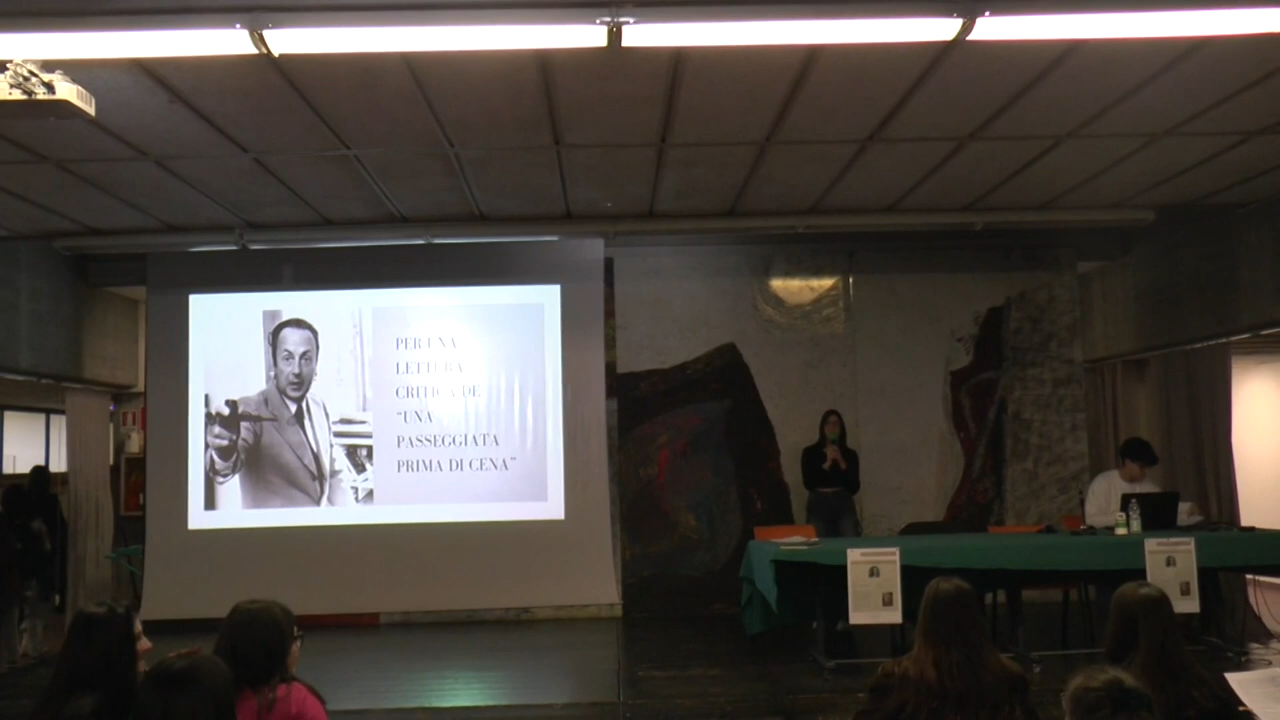 PER UNA
LETTURA
CRITICA DE
“UNA
PASSEGGIATA
PRIMA DI CENA”